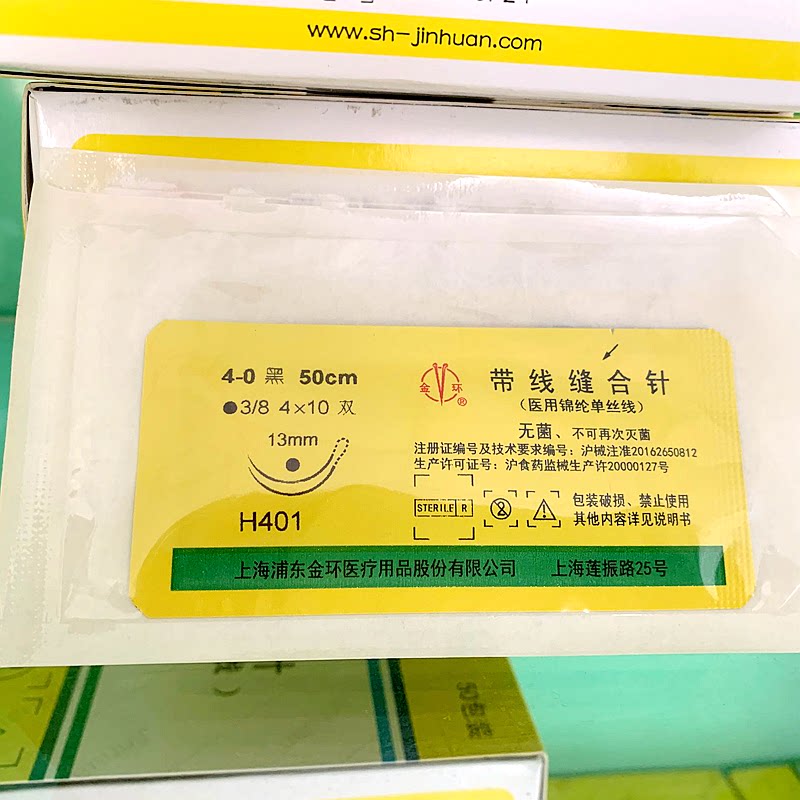 www.sh-jinhuan.com
4-0 黑 50cm
●3/8 4×10 双
13mm
H401
金环®
带线缝合针
(医用锦纶单丝线)
无菌、不可再次灭菌
注册证编号及技术要求编号：沪械注准20162650812
生产许可证号：沪食药监械生产许20000127号
STERILE R
2
包装破损、禁止使用
其他内容详见说明书
上海浦东金环医疗用品股份有限公司 上海莲振路25号